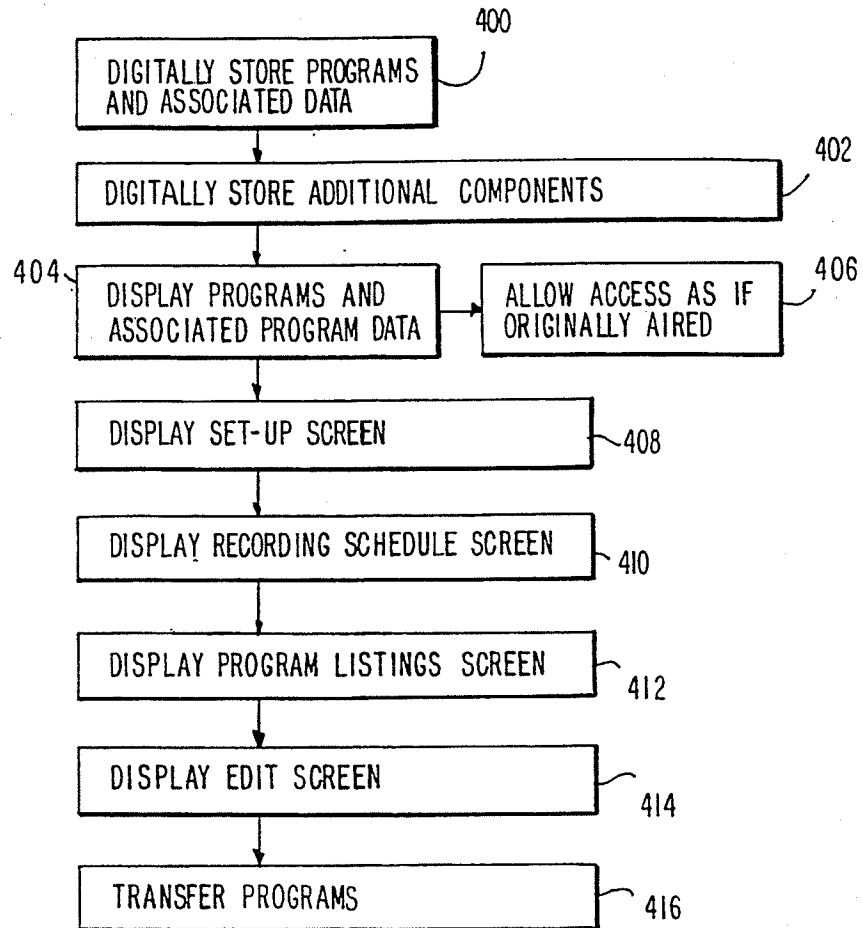 400
DIGITALLY STORE PROGRAMS
AND ASSOCIATED DATA
402
DIGITALLY STORE ADDITIONAL COMPONENTS
404
DISPLAY PROGRAMS AND
ASSOCIATED PROGRAM DATA
406
ALLOW ACCESS AS IF
ORIGINALLY AIRED
DISPLAY SET-UP SCREEN
408
DISPLAY RECORDING SCHEDULE SCREEN
410
DISPLAY PROGRAM LISTINGS SCREEN
412
DISPLAY EDIT SCREEN
414
TRANSFER PROGRAMS
416